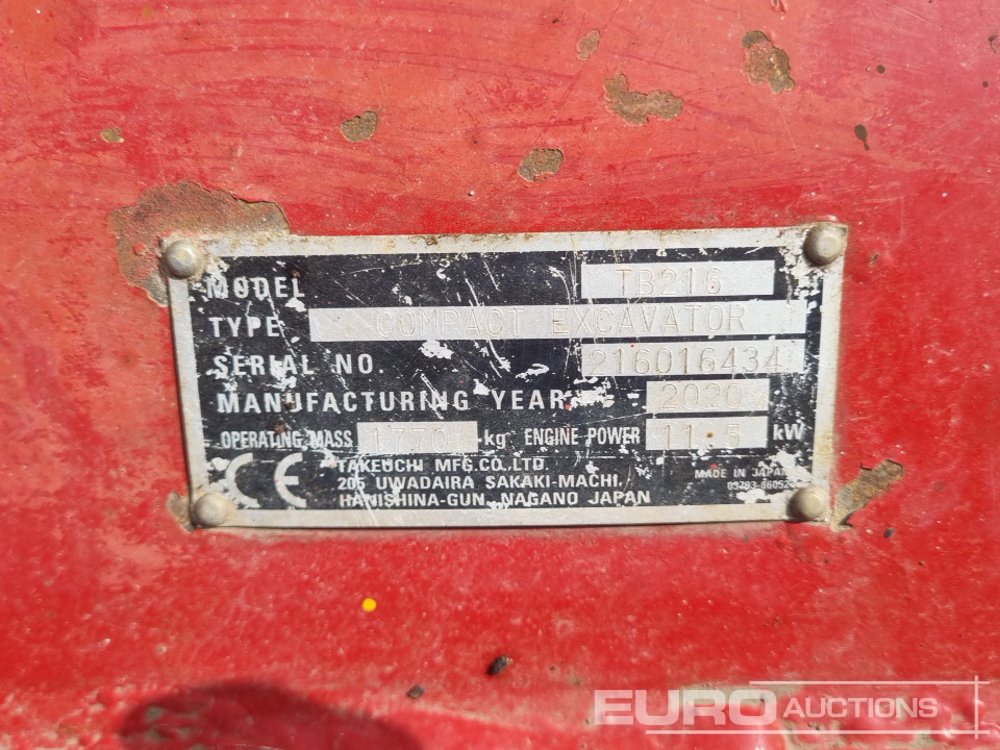 MODEL TB216
TYPE COMPACT EXCAVATOR
SERIAL NO. 216016434
MANUFACTURING YEAR 2020
OPERATING MASS 1770 kg ENGINE POWER 11.5 kW
CE TAKEUCHI MFG.CO.,LTD.
205 UWADAIRA SAKAKI-MACHI,
HANISHINA-GUN, NAGANO JAPAN
MADE IN JAPAN
EURO AUCTIONS